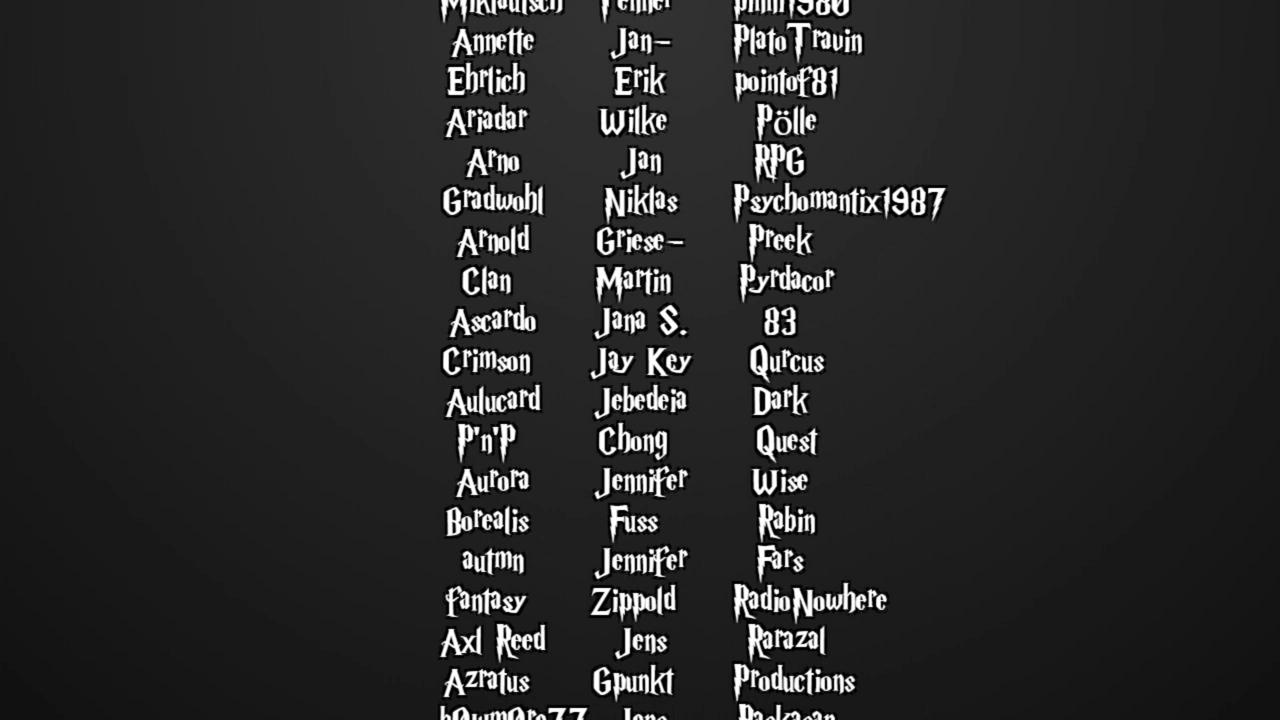 Annette Jan- PlatoTravin
Ehrlich Erik pointof81
Arjadar Wilke Pölle
Arno Jan RPG
Gradwohl Niklas Psychomantix1987
Arnold Griese- Preek
Clan Martin Pyrdacor
Ascardo Jana S. 83
Crimson Jay Key Qurcus
Aulucard Jebedeia Dark
P'n'P Chong Quest
Aurora Jennifer Wise
Borealis Fuss Rabin
autmn Jennifer Fars
fantasy Zippold RadioNowhere
Axl Reed Jens Rarazal
Azratus Gpunkt Productions